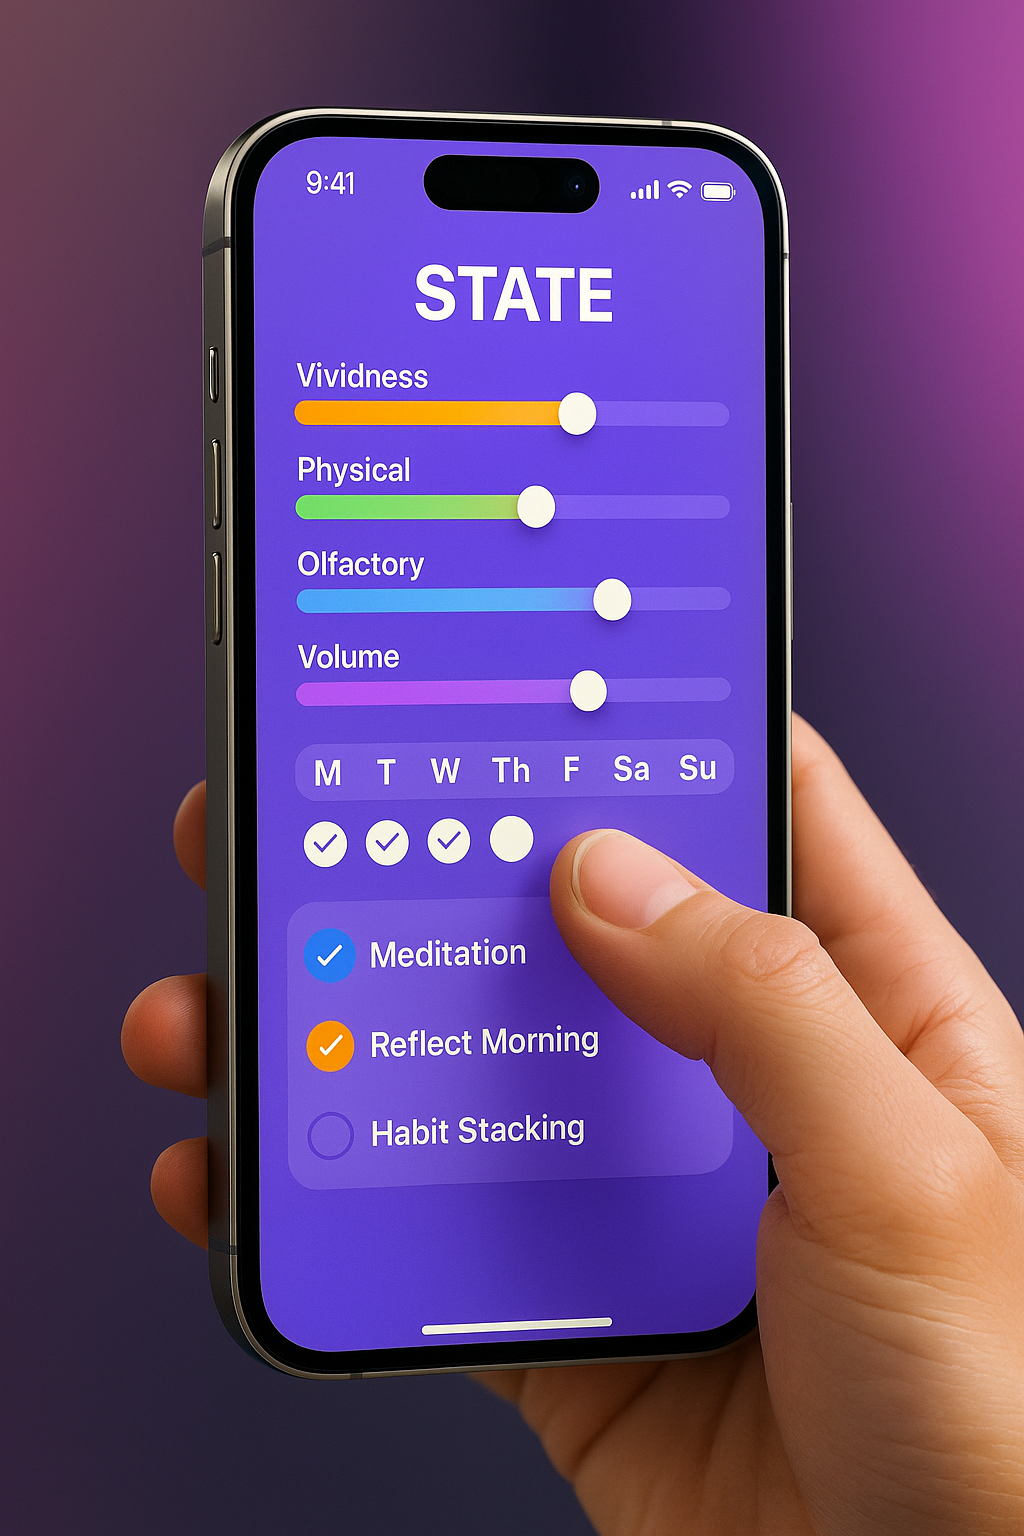 9:41
STATE
Vividness
Physical
Olfactory
Volume
M T W Th F Sa Su
Meditation
Reflect Morning
Habit Stacking